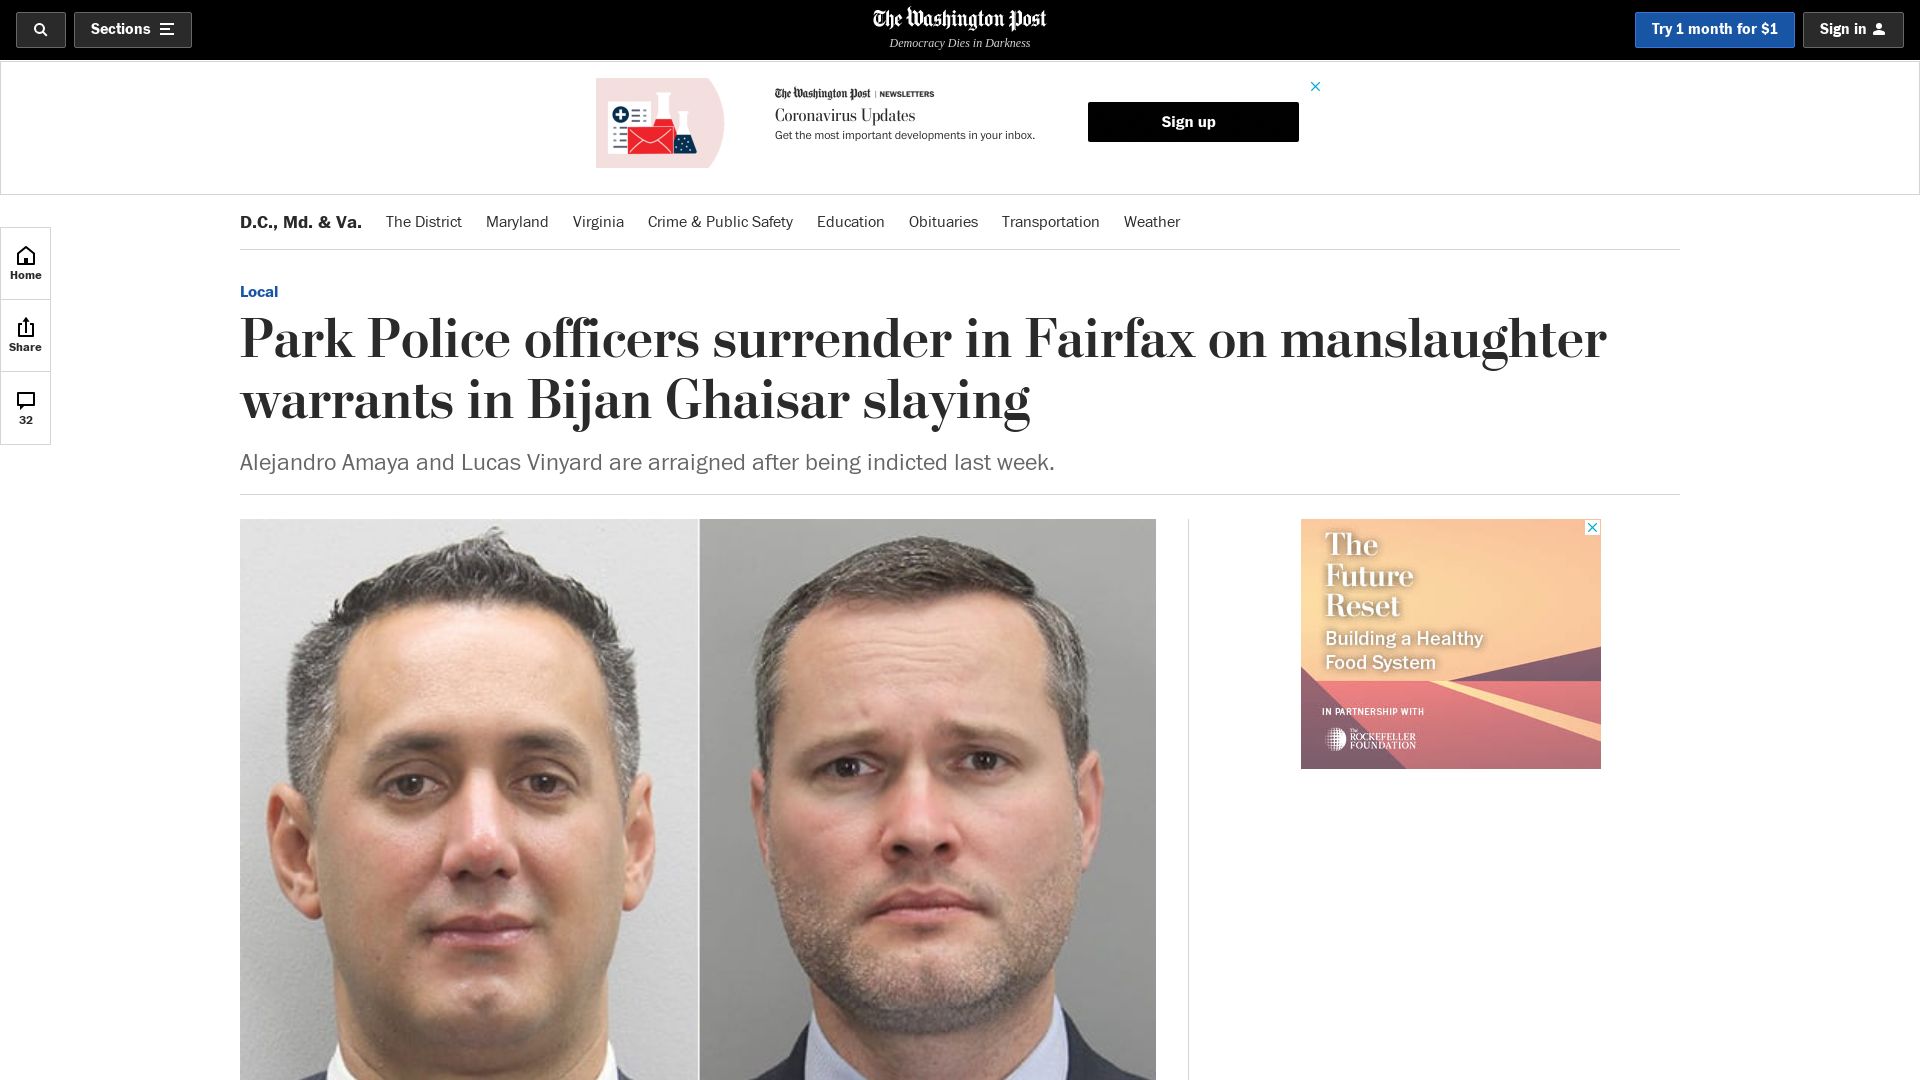 Sections
The Washington Post
Democracy Dies in Darkness
Try 1 month for $1
Sign in
The Washington Post | NEWSLETTERS
Coronavirus Updates
Get the most important developments in your inbox.
Sign up
D.C., Md. & Va. The District Maryland Virginia Crime & Public Safety Education Obituaries Transportation Weather
Home
Share
32
Local
Park Police officers surrender in Fairfax on manslaughter
warrants in Bijan Ghaisar slaying
Alejandro Amaya and Lucas Vinyard are arraigned after being indicted last week.
The
Future
Reset
Building a Healthy
Food System
IN PARTNERSHIP WITH
The
ROCKEFELLER
FOUNDATION